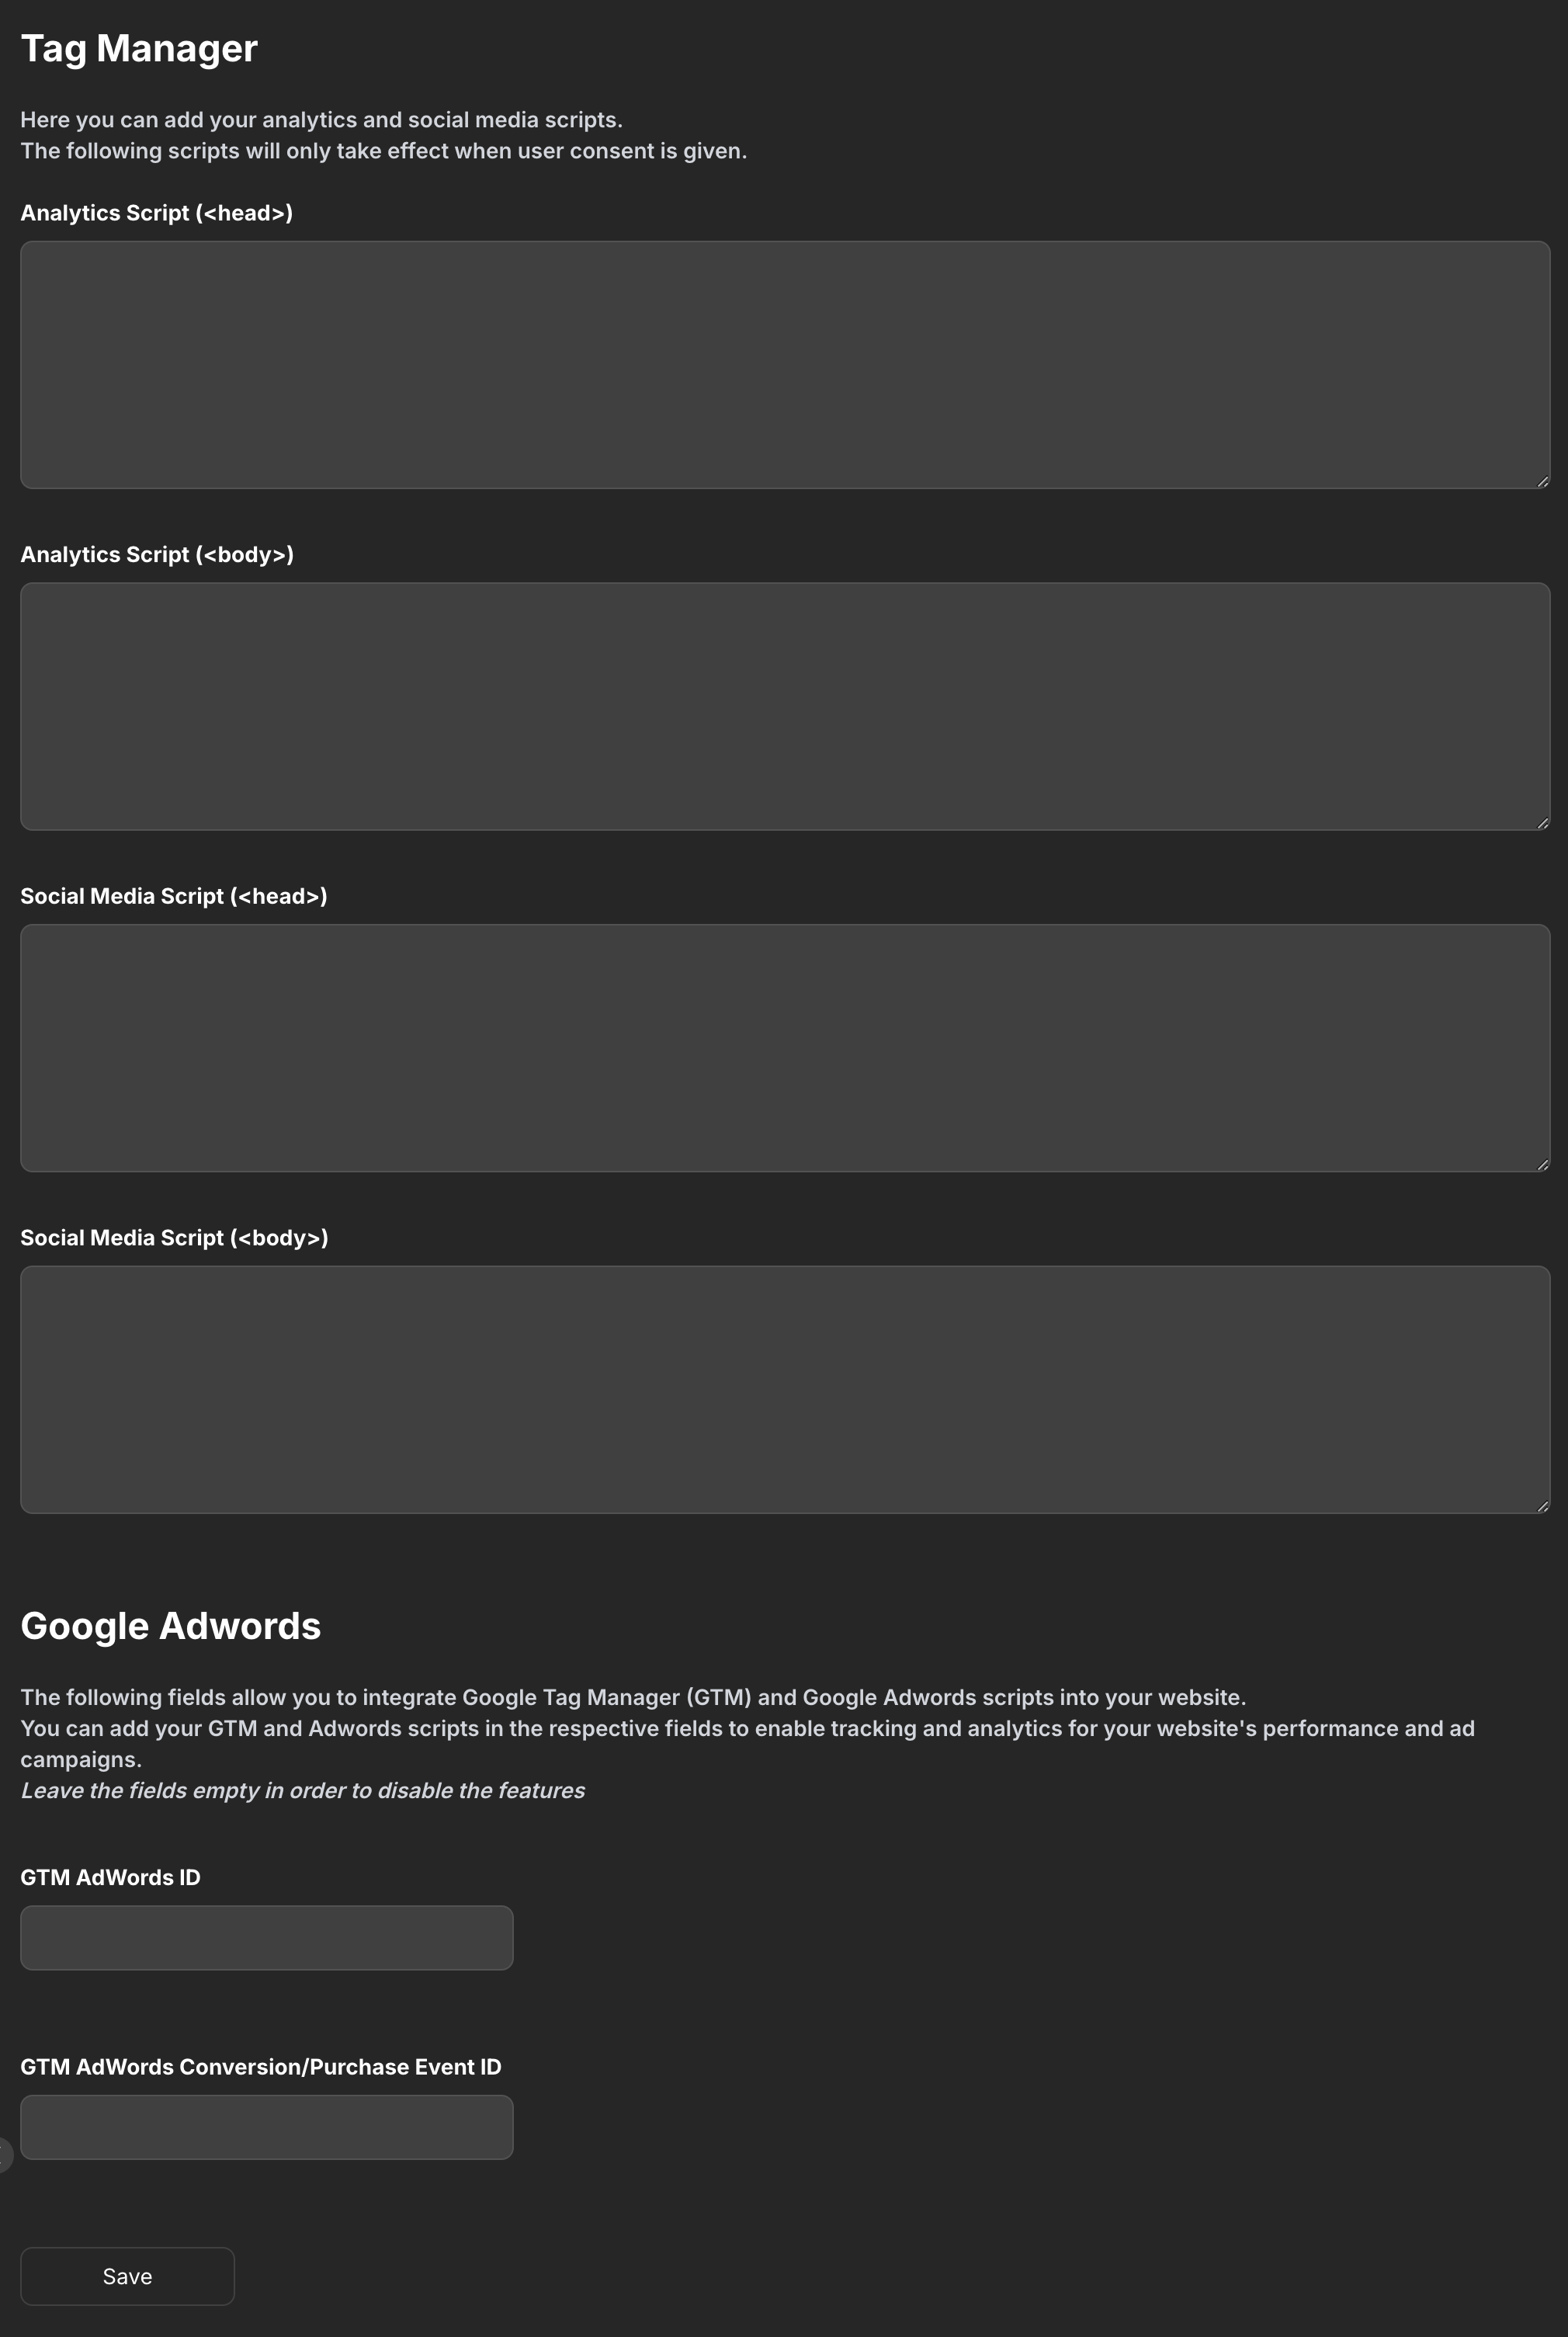 Tag Manager
Here you can add your analytics and social media scripts.
The following scripts will only take effect when user consent is given.
Analytics Script (<head>)
Analytics Script (<body>)
Social Media Script (<head>)
Social Media Script (<body>)
Google Adwords
The following fields allow you to integrate Google Tag Manager (GTM) and Google Adwords scripts into your website.
You can add your GTM and Adwords scripts in the respective fields to enable tracking and analytics for your website's performance and ad
campaigns.
Leave the fields empty in order to disable the features
GTM AdWords ID
GTM AdWords Conversion/Purchase Event ID
Save